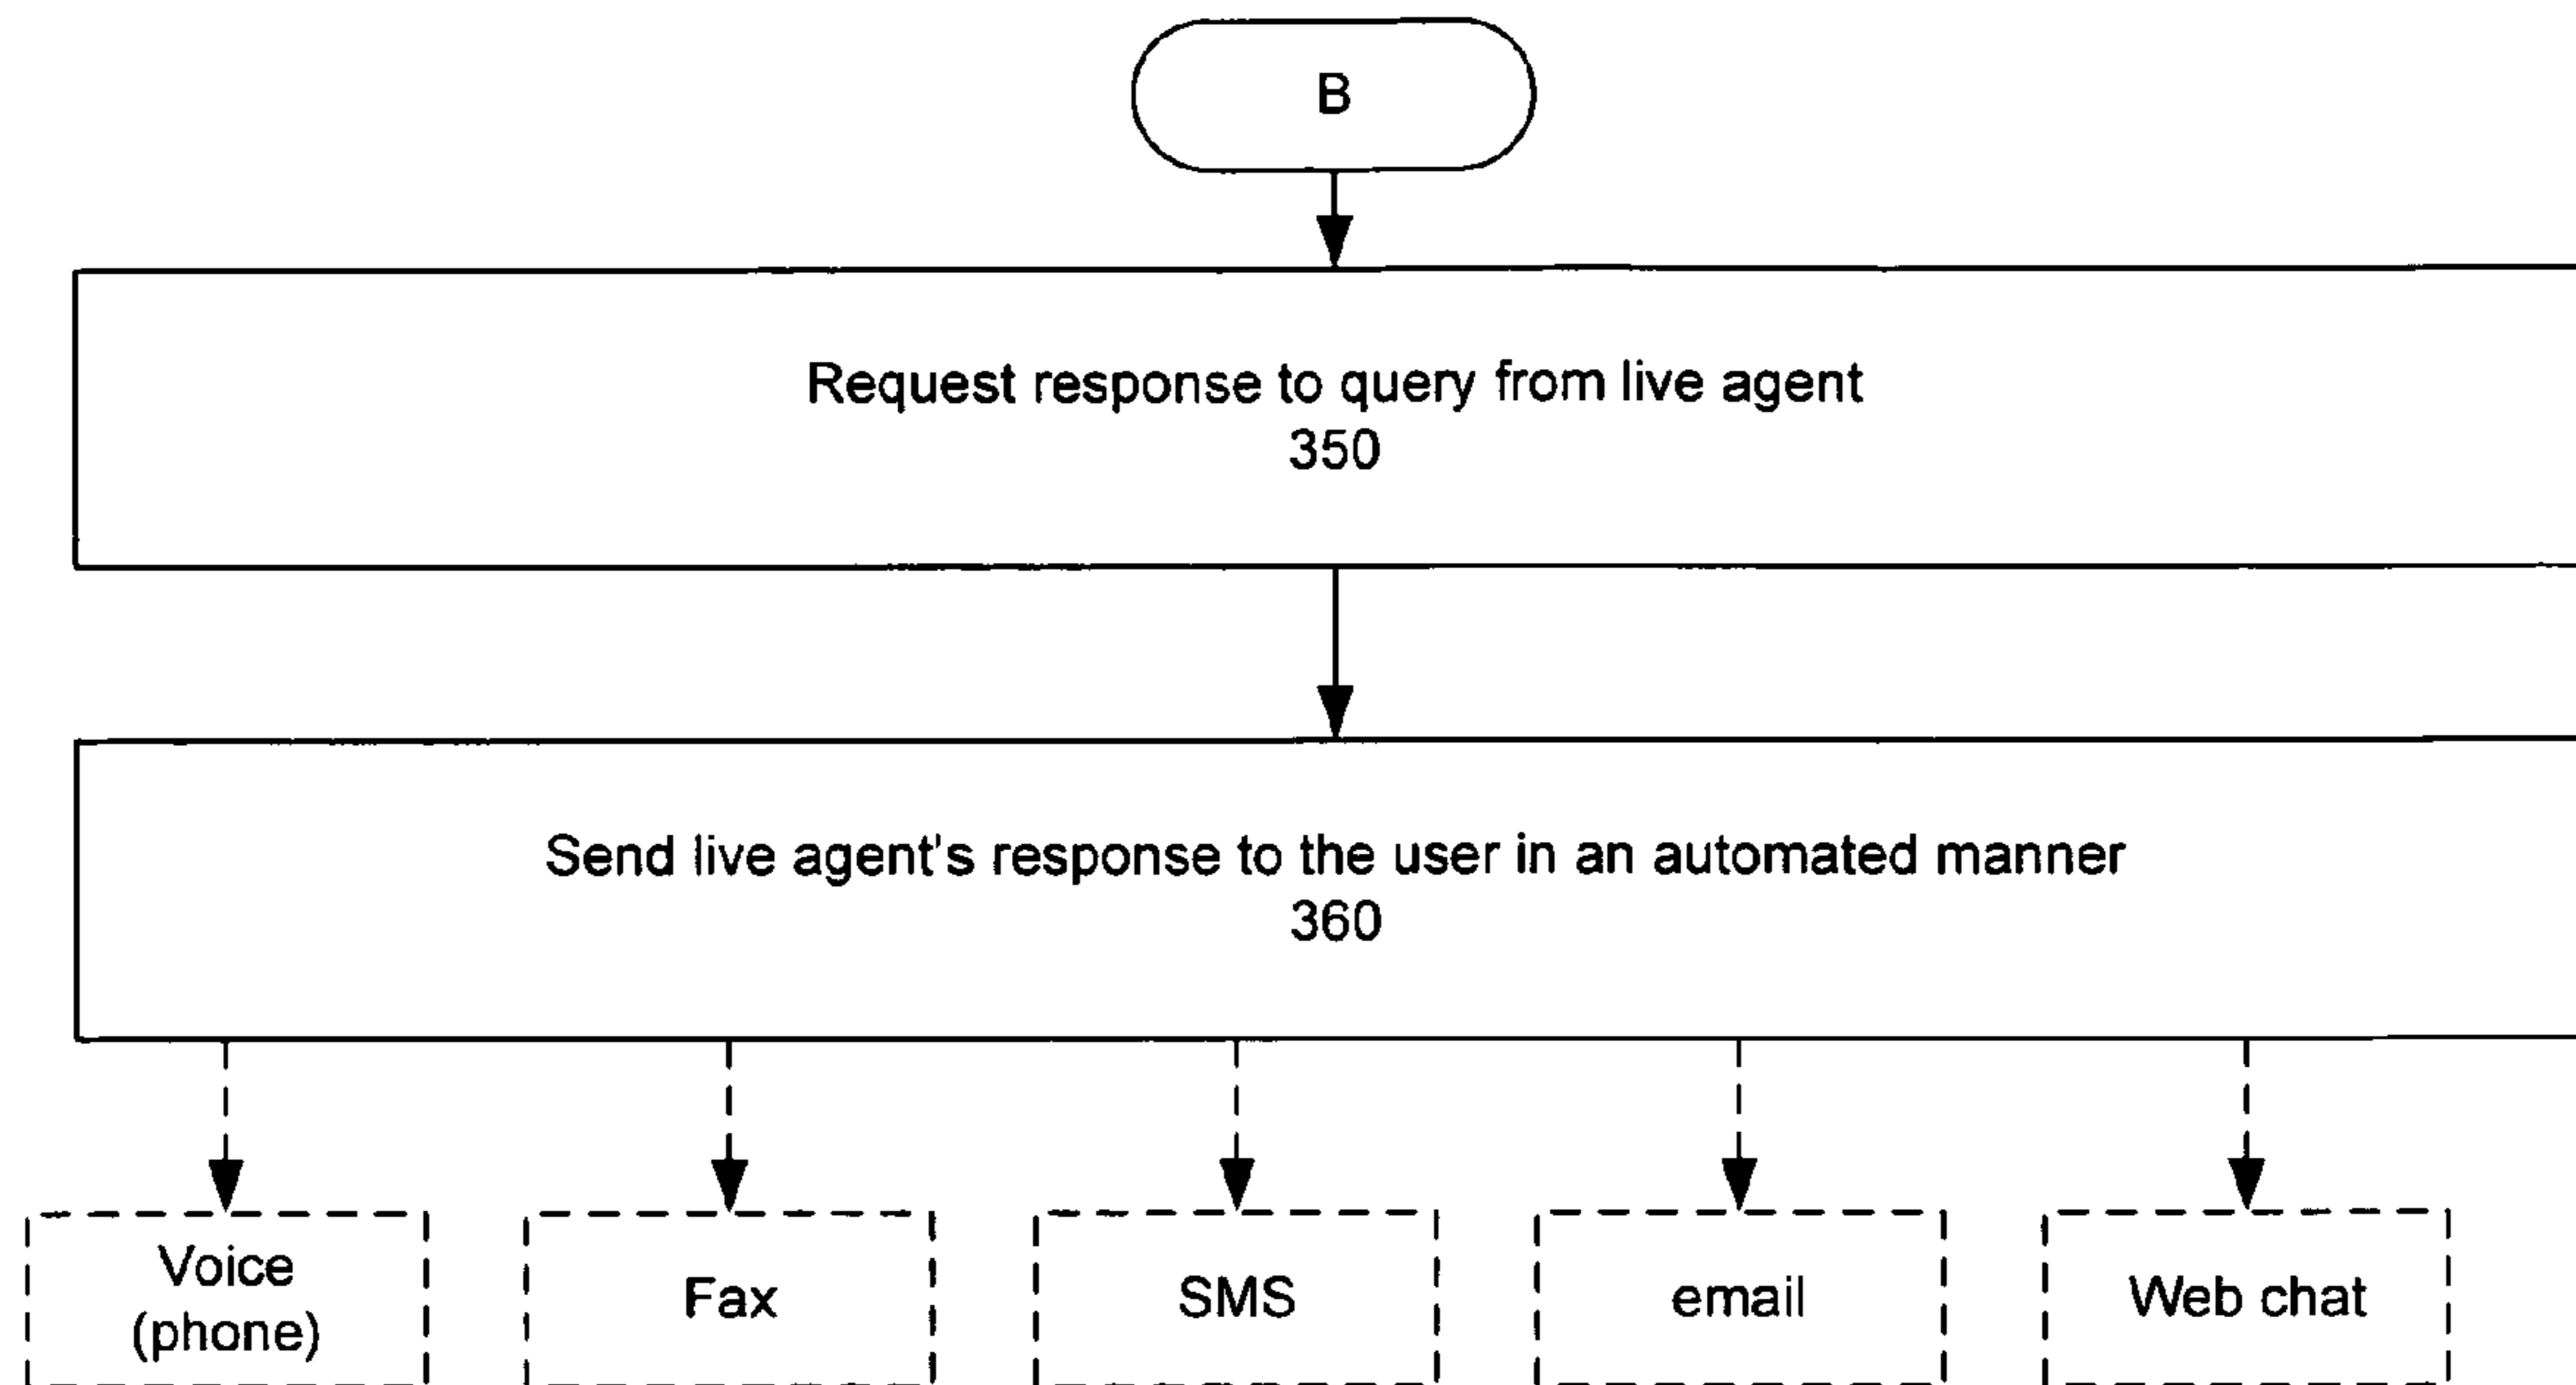 B
Request response to query from live agent
350
Send live agent's response to the user in an automated manner
360
Voice
(phone)
Fax
SMS
email
Web chat